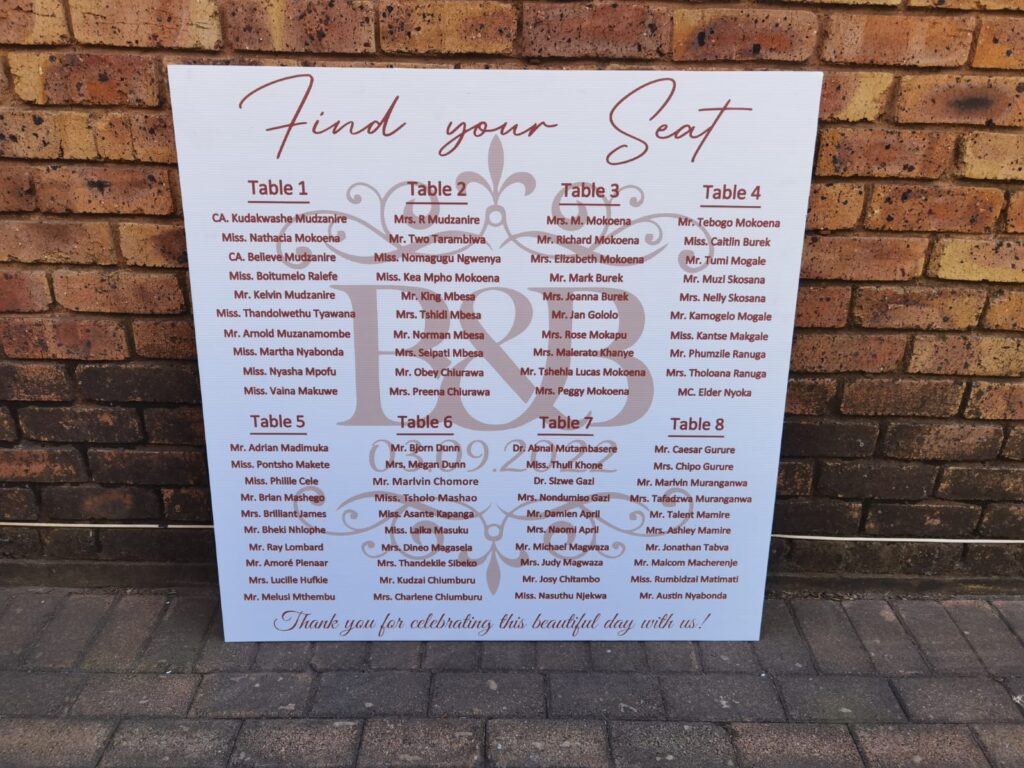 Find your Seat
Table 1
CA. Kudakwashe Mudzanire
Miss. Nathacia Mokoena
CA. Believe Mudzanire
Miss. Boitumelo Ralefe
Mr. Kelvin Mudzanire
Miss. Thandolwethu Tyawana
Mr. Arnold Muzanamombe
Miss. Martha Nyabonda
Miss. Nyasha Mpofu
Miss. Vaina Makuwe
Table 2
Mrs. R Mudzanire
Mr. Two Tarambiwa
Miss. Nomagugu Ngwenya
Miss. Kea Mpho Mokoena
Mr. King Mbesa
Mrs. Tshidi Mbesa
Mr. Norman Mbesa
Mrs. Seipati Mbesa
Mr. Obey Chiurawa
Mrs. Preena Chiurawa
Table 3
Mrs. M. Mokoena
Mr. Richard Mokoena
Mrs. Elizabeth Mokoena
Mr. Mark Burek
Mrs. Joanna Burek
Mr. Jan Gololo
Mrs. Rose Mokapu
Mrs. Malerato Khanye
Mr. Tshehla Lucas Mokoena
Mrs. Peggy Mokoena
Table 4
Mr. Tebogo Mokoena
Miss. Caitlin Burek
Mr. Tumi Mogale
Mr. Muzi Skosana
Mrs. Nelly Skosana
Mr. Kamogelo Mogale
Miss. Kantse Makgale
Mr. Phumzile Ranuga
Mrs. Tholoana Ranuga
MC. Elder Nyoka
B&B
03.09.2022
Table 5
Mr. Adrian Madimuka
Miss. Pontsho Makete
Miss. Phillie Cele
Mr. Brian Mashego
Mrs. Brilliant James
Mr. Bheki Nhlophe
Mr. Ray Lombard
Mr. Amoré Pienaar
Mrs. Lucille Hufkie
Mr. Melusi Mthembu
Table 6
Mr. Bjorn Dunn
Mrs. Megan Dunn
Mr. Marlvin Chomore
Miss. Tsholo Mashao
Miss. Asante Kapanga
Miss. Laika Masuku
Mrs. Dineo Magasela
Mrs. Thandekile Sibeko
Mr. Kudzai Chiumburu
Mrs. Charlene Chiumburu
Table 7
Dr. Abnal Mutambasere
Miss. Thuli Khone
Dr. Sizwe Gazi
Mrs. Nondumiso Gazi
Mr. Damien April
Mrs. Naomi April
Mr. Michael Magwaza
Mrs. Judy Magwaza
Mr. Josy Chitambo
Miss. Nasuthu Njekwa
Table 8
Mr. Caesar Gurure
Mrs. Chipo Gurure
Mr. Marlvin Muranganwa
Mrs. Tafadzwa Muranganwa
Mr. Talent Mamire
Mrs. Ashley Mamire
Mr. Jonathan Tabva
Mr. Malcom Macherenje
Miss. Rumbidzai Matimati
Mr. Austin Nyabonda
Thank you for celebrating this beautiful day with us!